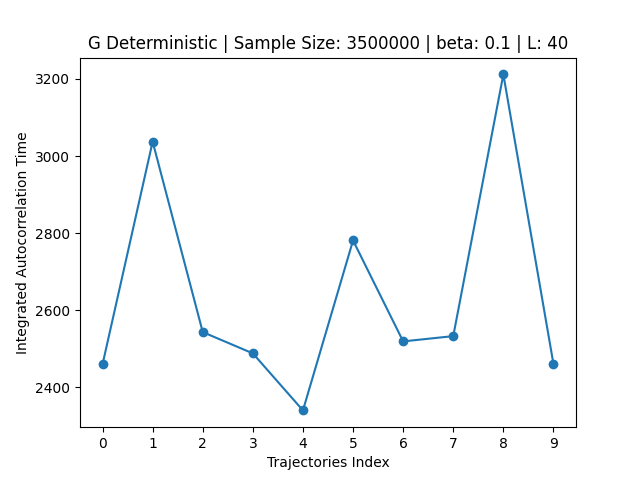 G Deterministic | Sample Size: 3500000 | beta: 0.1 | L: 40
Integrated Autocorrelation Time
3200
3000
2800
2600
2400
0 1 2 3 4 5 6 7 8 9
Trajectories Index